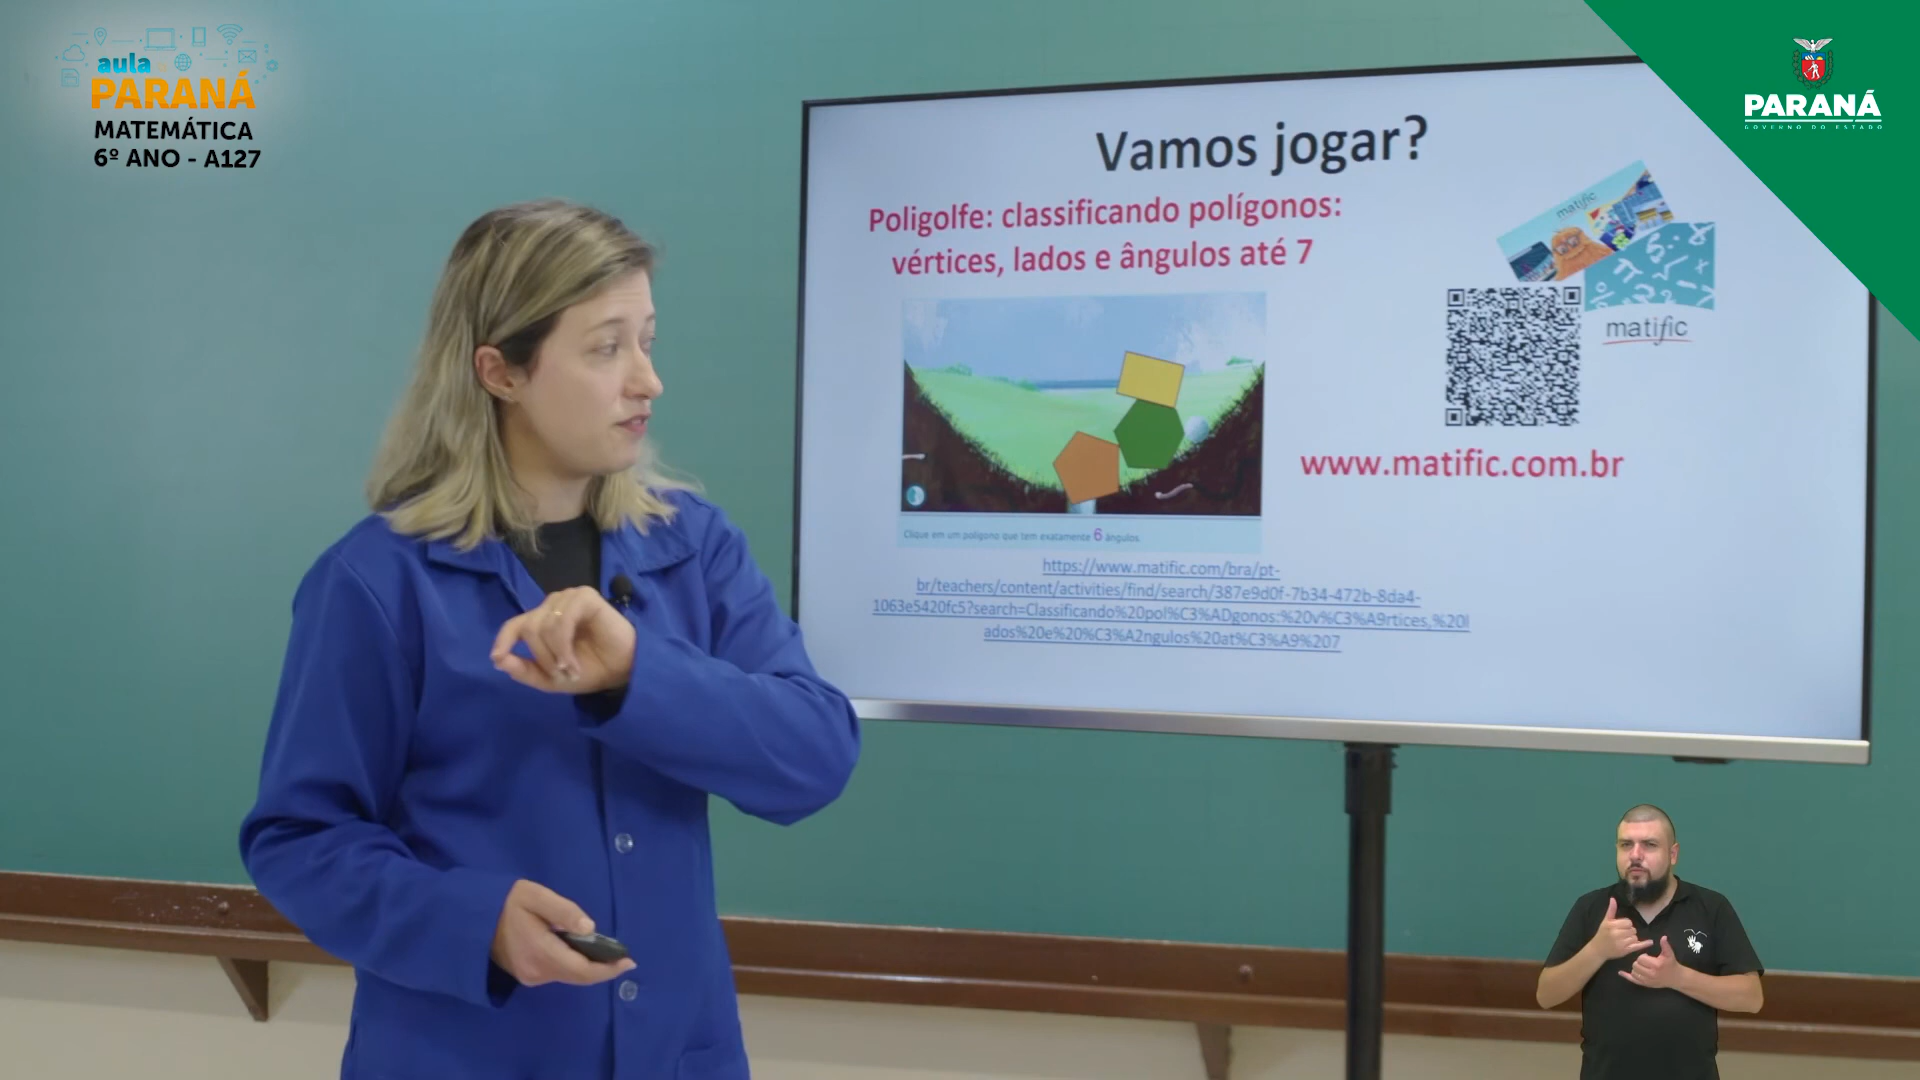 aula
PARANÁ
MATEMÁTICA
6º ANO - A127
PARANÁ
GOVERNO DO ESTADO
Vamos jogar?
Poligolfe: classificando polígonos:
vértices, lados e ângulos até 7
matific
matific
www.matific.com.br
Clique em um polígono que tem exatamente 6 ângulos.
https://www.matific.com/bra/pt-
br/teachers/content/activities/find/search/387e9d0f-7b34-472b-8da4-
1063e5420fc5?search=Classificando%20pol%C3%ADgonos:%20v%C3%A9rtices,%20l
ados%20e%20%C3%A2ngulos%20at%C3%A9%207